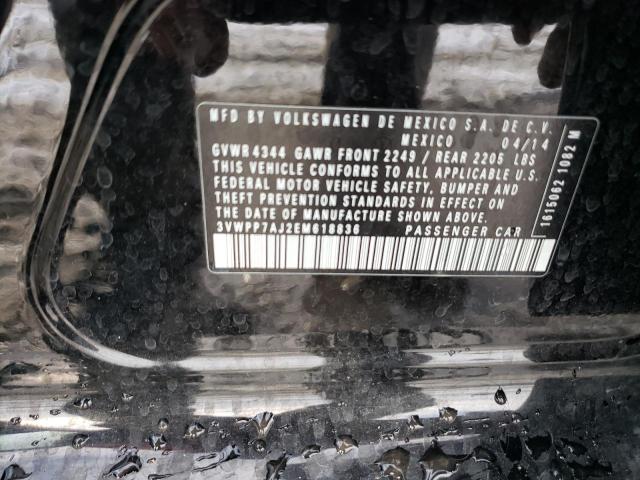 MFD BY VOLKSWAGEN DE MEXICO S.A. DE C.V.
MEXICO 04/14
GVWR 4344 GAWR FRONT 2249 / REAR 2205 LBS
THIS VEHICLE CONFORMS TO ALL APPLICABLE U.S.
FEDERAL MOTOR VEHICLE SAFETY, BUMPER AND
THEFT PREVENTION STANDARDS IN EFFECT ON
THE DATE OF MANUFACTURE SHOWN ABOVE.
3VWPP7AJ2EM618836 PASSENGER CAR
1615062 1082 M